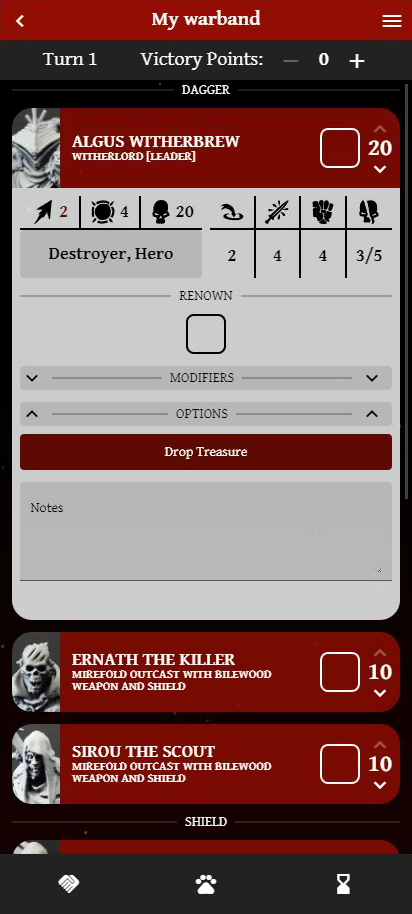 My warband
Turn 1 Victory Points: 0
DAGGER
ALGUS WITHERBREW
WITHERLORD [LEADER]
20
2 4 20
Destroyer, Hero 2 4 4 3/5
RENOWN
MODIFIERS
OPTIONS
Drop Treasure
Notes
ERNATH THE KILLER
MIREFOLD OUTCAST WITH BILEWOOD
WEAPON AND SHIELD
10
SIROU THE SCOUT
MIREFOLD OUTCAST WITH BILEWOOD
WEAPON AND SHIELD
10
SHIELD